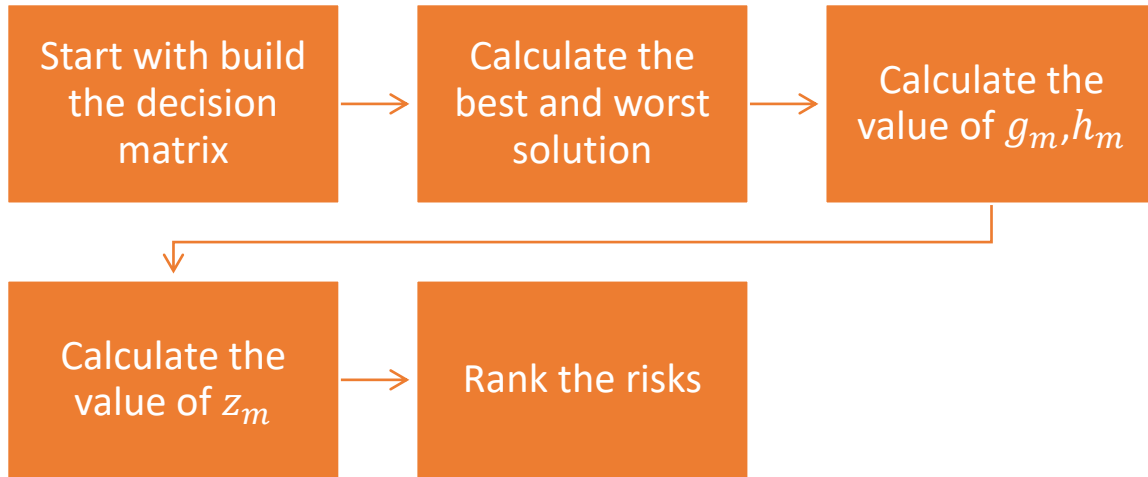 Start with build
the decision
matrix
Calculate the
best and worst
solution
Calculate the
value of gₘ,hₘ
Calculate the
value of zₘ
Rank the risks